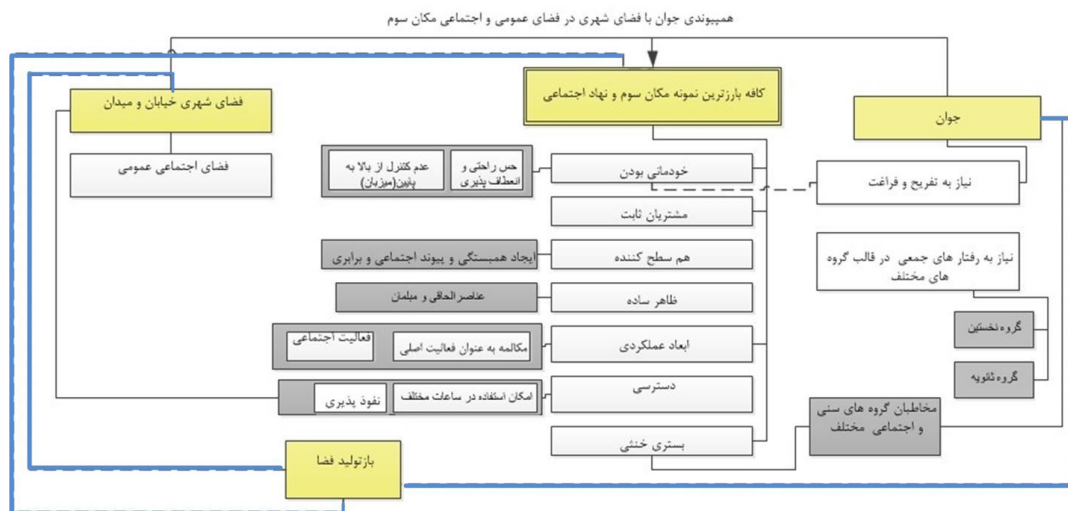 همپیوندی جوان با فضای شهری در فضای عمومی و اجتماعی مکان سوم
جوان
نیاز به تفریح و فراغت
نیاز به رفتار های جمعی در قالب گروه
های مختلف
گروه نخستین
گروه ثانویه
مخاطبان گروه های سنی
و اجتماعی مختلف
کافه بارزترین نمونه مکان سوم و نهاد اجتماعی
خودمانی بودن
حس راحتی و
انعطاف پذیری
عدم کنترل از بالا به
پایین(میزبان)
مشتریان ثابت
هم سطح کننده
ایجاد همبستگی و پیوند اجتماعی و برابری
ظاهر ساده
عناصر الحاقی و مبلمان
ابعاد عملکردی
مکالمه به عنوان فعالیت اصلی
فعالیت اجتماعی
دسترسی
امکان استفاده در ساعات مختلف
نفوذ پذیری
بستری خنثی
فضای شهری خیابان و میدان
فضای اجتماعی عمومی
بازتولید فضا